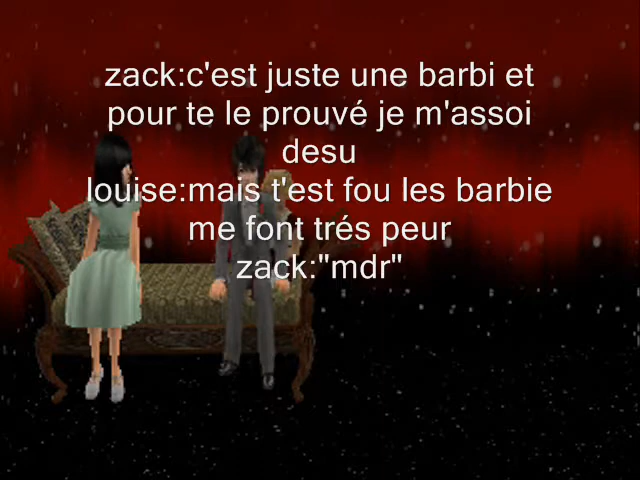 zack:c'est juste une barbi et
pour te le prouvé je m'assoi
desu
louise:mais t'est fou les barbie
me font trés peur
zack:"mdr"